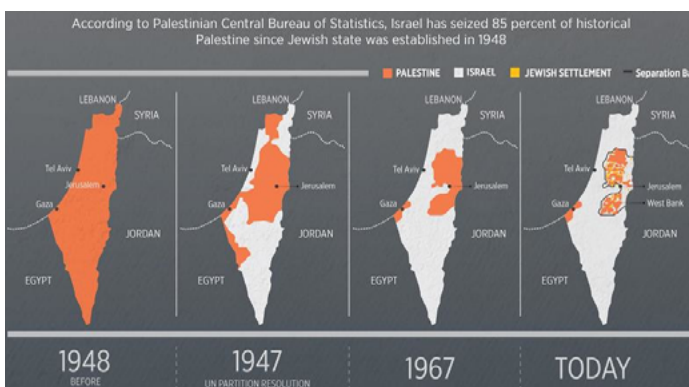 According to Palestinian Central Bureau of Statistics, Israel has seized 85 percent of historical
Palestine since Jewish state was established in 1948
PALESTINE ISRAEL JEWISH SETTLEMENT Separation Ba
LEBANON
SYRIA
Tel Aviv
Jerusalem
Gaza
JORDAN
EGYPT
LEBANON
SYRIA
Tel Aviv
Jerusalem
Gaza
JORDAN
EGYPT
LEBANON
SYRIA
Tel Aviv
Jerusalem
Gaza
JORDAN
EGYPT
LEBANON
SYRIA
Tel Aviv
Jerusalem
West Bank
Gaza
JORDAN
EGYPT
1948
BEFORE
1947
UN PARTITION RESOLUTION
1967
TODAY